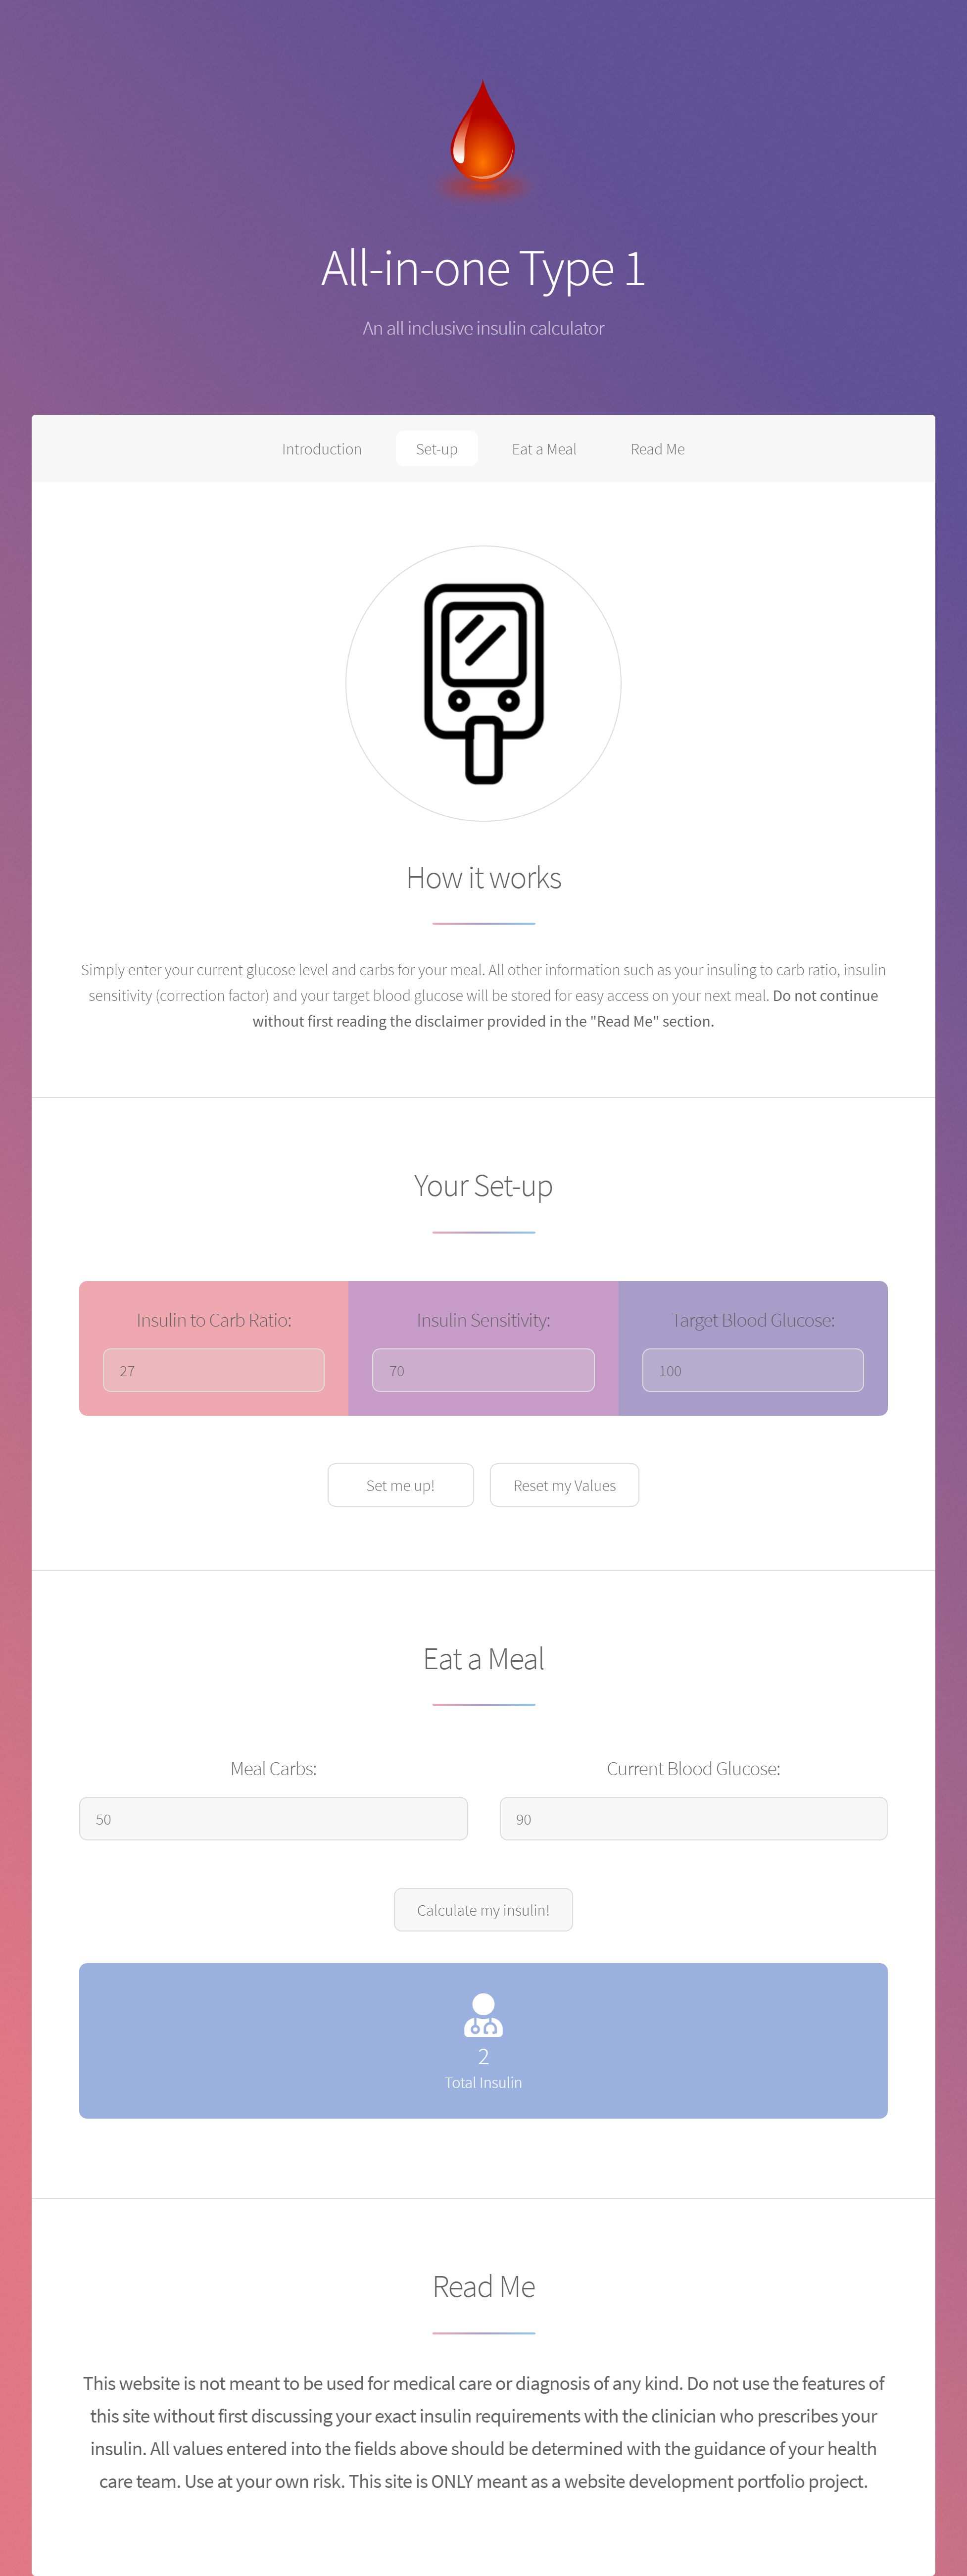 All-in-one Type 1
An all inclusive insulin calculator
Introduction Set-up Eat a Meal Read Me
How it works
Simply enter your current glucose level and carbs for your meal. All other information such as your insuling to carb ratio, insulin
sensitivity (correction factor) and your target blood glucose will be stored for easy access on your next meal. Do not continue
without first reading the disclaimer provided in the "Read Me" section.
Your Set-up
Insulin to Carb Ratio: Insulin Sensitivity: Target Blood Glucose:
27 70 100
Set me up! Reset my Values
Eat a Meal
Meal Carbs: Current Blood Glucose:
50 90
Calculate my insulin!
2
Total Insulin
Read Me
This website is not meant to be used for medical care or diagnosis of any kind. Do not use the features of
this site without first discussing your exact insulin requirements with the clinician who prescribes your
insulin. All values entered into the fields above should be determined with the guidance of your health
care team. Use at your own risk. This site is ONLY meant as a website development portfolio project.